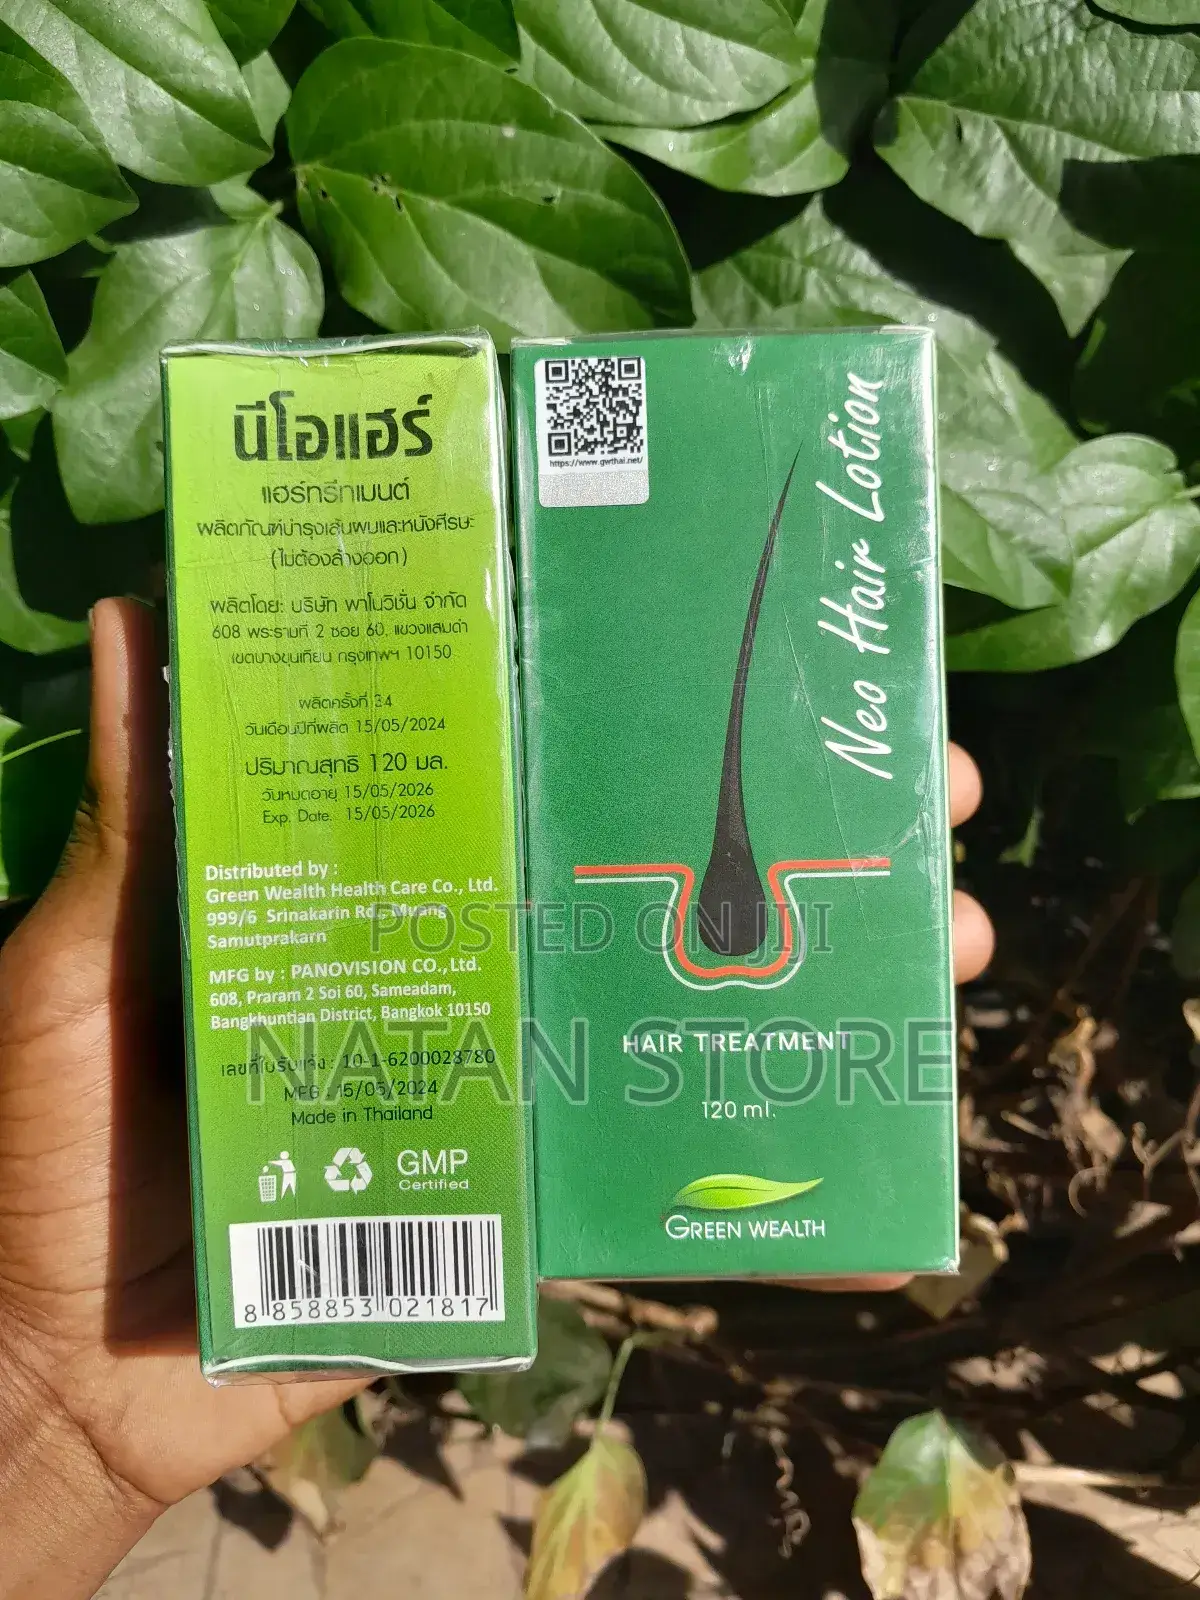 นีโอแฮร์
แฮร์ทรีทเมนต์
ผลิตภัณฑ์บำรุงเส้นผมและหนังศีรษะ
(ไม่ต้องล้างออก)
ผลิตโดย: บริษัท พาโนวิชั่น จำกัด
608 พระรามที่ 2 ซอย 60, แขวงแสมดำ
เขตบางขุนเทียน กรุงเทพฯ 10150
ผลิตครั้งที่ 34
วันเดือนปีที่ผลิต 15/05/2024
ปริมาณสุทธิ 120 มล.
วันหมดอายุ 15/05/2026
Exp. Date. 15/05/2026
Distributed by :
Green Wealth Health Care Co., Ltd.
999/6 Srinakarin Rd., Muang
Samutprakarn
MFG by : PANOVISION CO., Ltd.
608, Praram 2 Soi 60, Sameadam,
Bangkhuntian District, Bangkok 10150
เลขที่ใบรับแจ้ง : 10-1-6200028780
MFG : 15/05/2024
Made in Thailand
GMP
Certified
8 858853 021817
https://www.gwthai.net/
Neo Hair Lotion
HAIR TREATMENT
120 ml.
GREEN WEALTH
POSTED ON JIJI
NATAN STORE